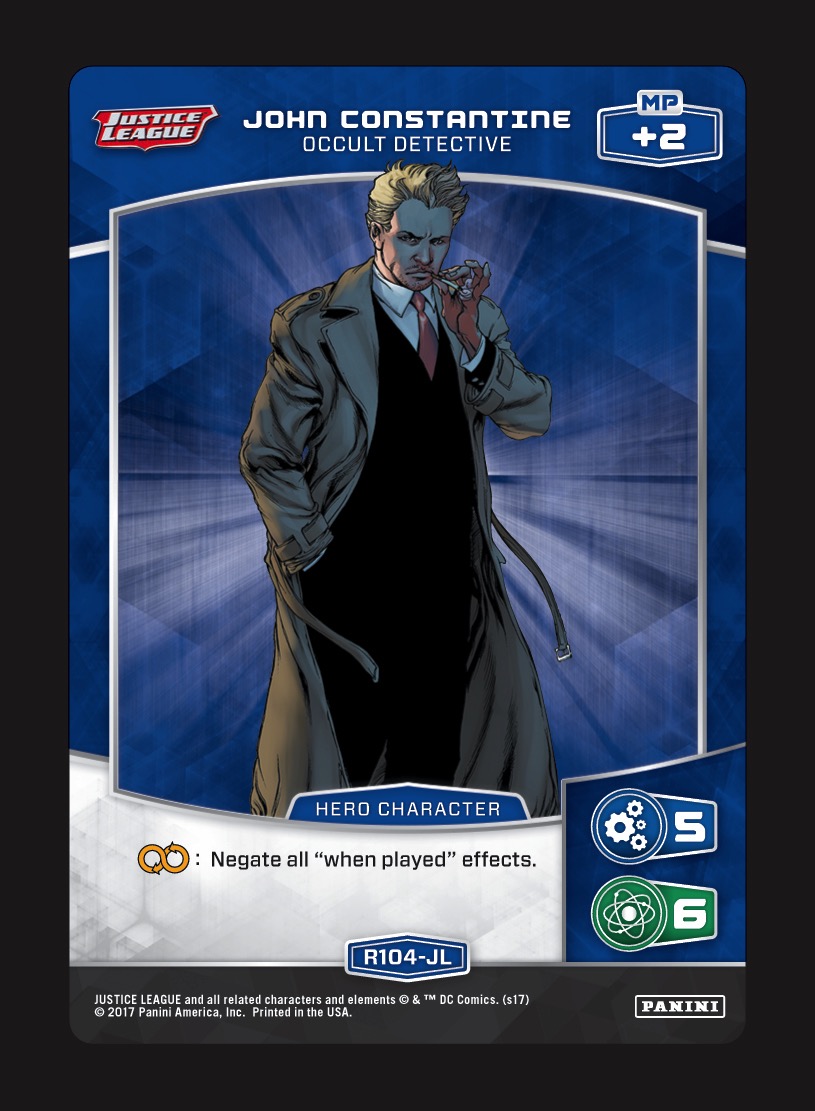 JUSTICE
LEAGUE
JOHN CONSTANTINE
OCCULT DETECTIVE
MP
+2
HERO CHARACTER
: Negate all “when played” effects.
5
6
R104-JL
JUSTICE LEAGUE and all related characters and elements © & ™ DC Comics. (s17)
© 2017 Panini America, Inc. Printed in the USA.
PANINI